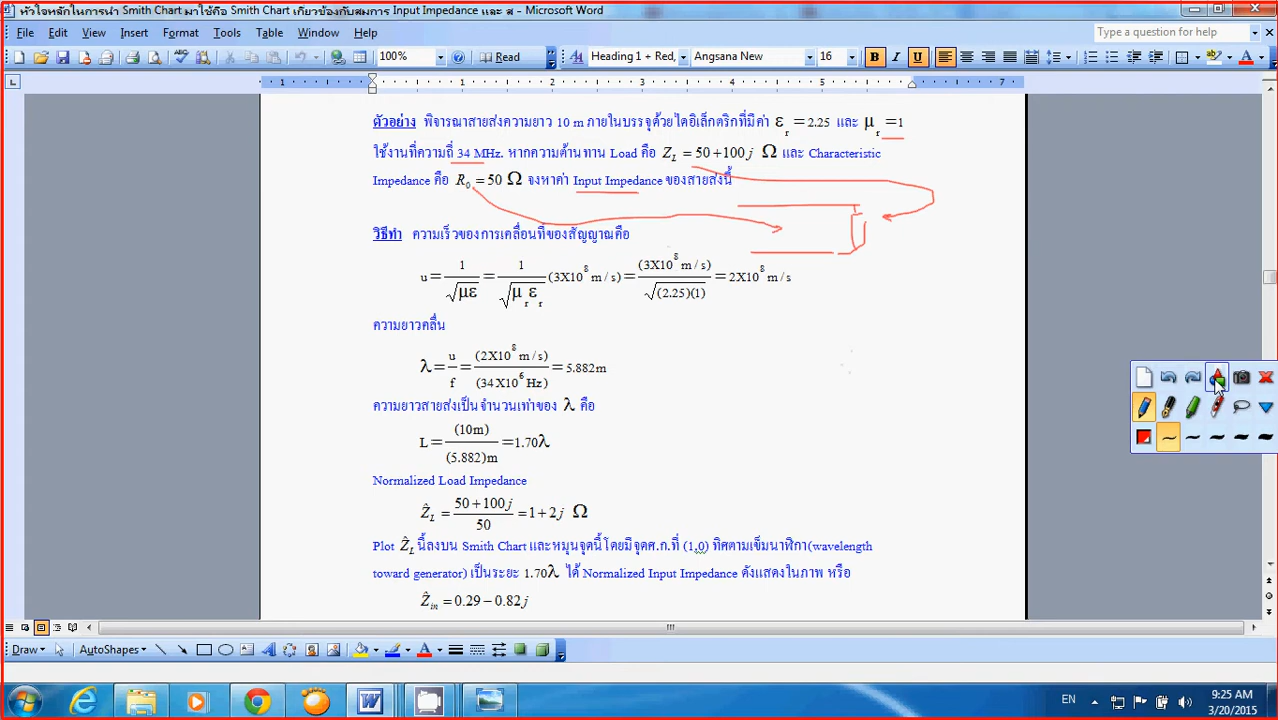 หัวใจหลักในการนำ Smith Chart มาใช้คือ Smith Chart เกี่ยวข้องกับสมการ Input Impedance และ ส - Microsoft Word
File Edit View Insert Format Tools Table Window Help
Type a question for help
100% Read Heading 1 + Red, Angsana New 16 B I U
1 1 2 3 4 5 6 7
ตัวอย่าง พิจารณาสายส่งความยาว 10 m ภายในบรรจุด้วยไดอิเล็กตริกที่มีค่า ε r = 2.25 และ μ r = 1
ใช้งานที่ความถี่ 34 MHz. หากความต้านทาน Load คือ Z_L = 50 + 100 j Ω และ Characteristic
Impedance คือ R_0 = 50 Ω จงหาค่า Input Impedance ของสายส่งนี้
วิธีทำ ความเร็วของการเคลื่อนที่ของสัญญาณคือ
u = 1/√με = 1/√μ r ε r (3X10^8 m/s) = (3X10^8 m/s)/√(2.25)(1) = 2X10^8 m/s
ความยาวคลื่น
λ = u/f = (2X10^8 m/s)/(34X10^6 Hz) = 5.882m
ความยาวสายส่งเป็นจำนวนเท่าของ λ คือ
L = (10m)/(5.882)m = 1.70λ
Normalized Load Impedance
Ẑ_L = 50 + 100 j/50 = 1 + 2 j Ω
Plot Ẑ_L นี้ลงบน Smith Chart และหมุนจุดนี้โดยมีจุดศ.ก.ที่ (1,0) ทิศตามเข็มนาฬิกา(wavelength
toward generator) เป็นระยะ 1.70λ ได้ Normalized Input Impedance ดังแสดงในภาพ หรือ
Ẑ_in = 0.29 − 0.82 j
Draw AutoShapes
EN 9:25 AM
3/20/2015